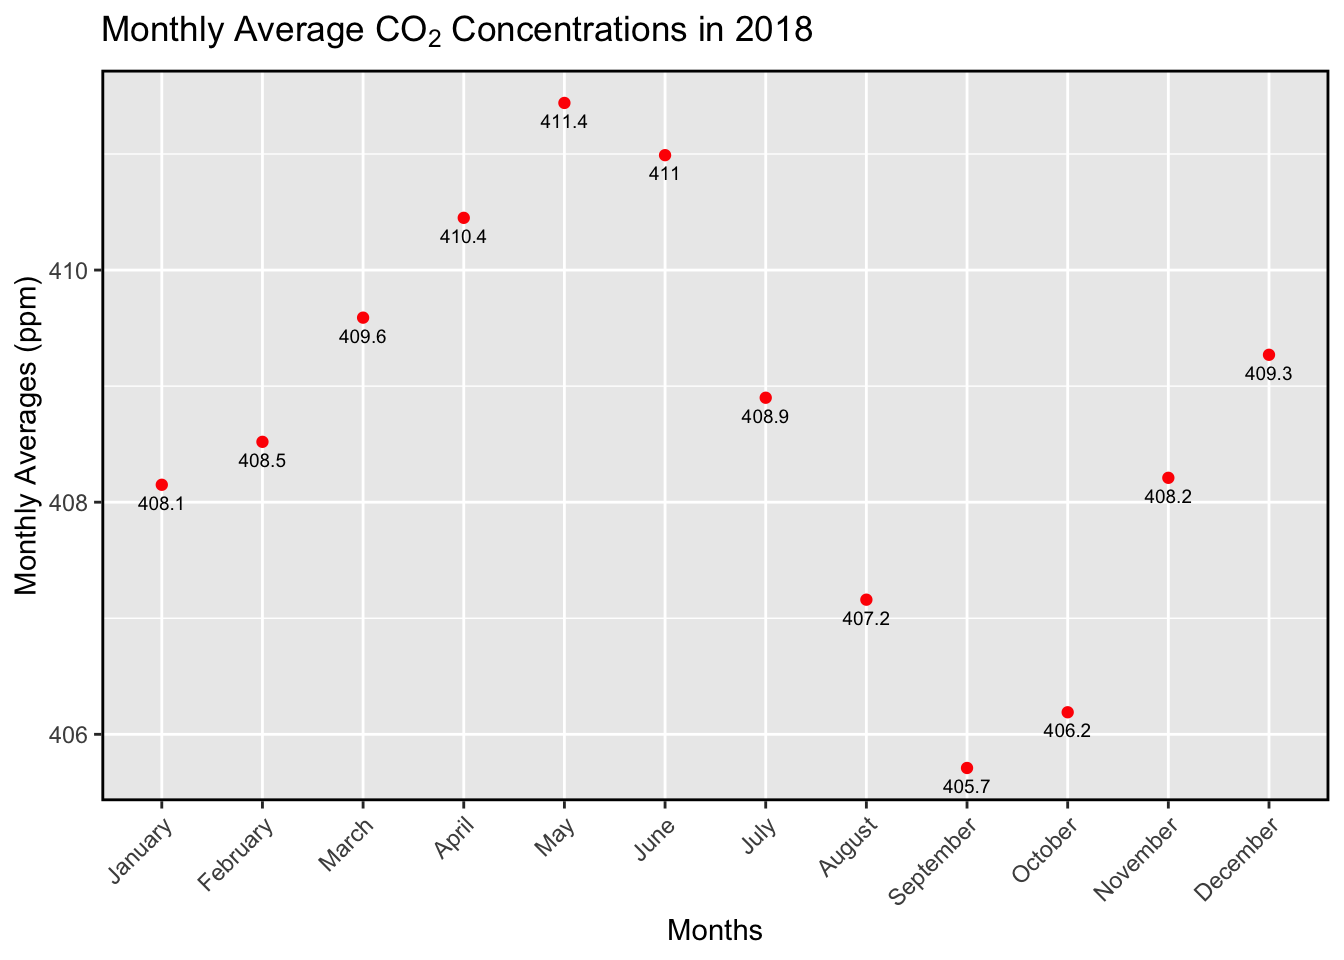 Monthly Average CO₂ Concentrations in 2018
Monthly Averages (ppm)
410
408
406
408.1
408.5
409.6
410.4
411.4
411
408.9
407.2
405.7
406.2
408.2
409.3
January
February
March
April
May
June
July
August
September
October
November
December
Months